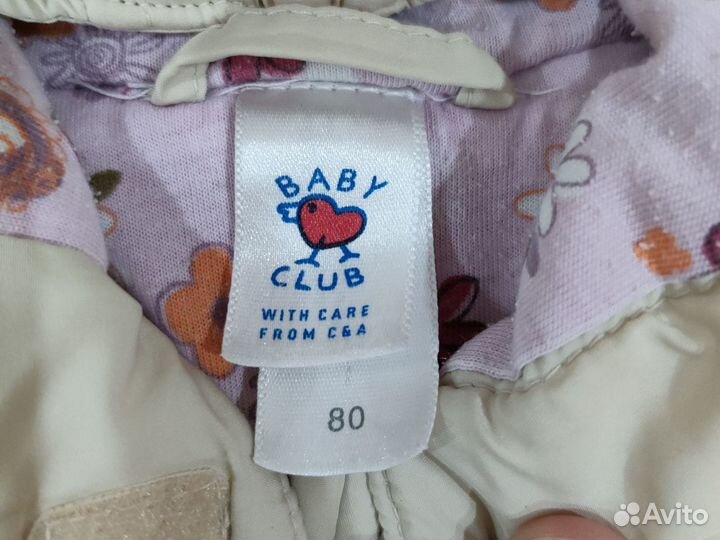 BABY
CLUB
WITH CARE
FROM C&A
80
Avito